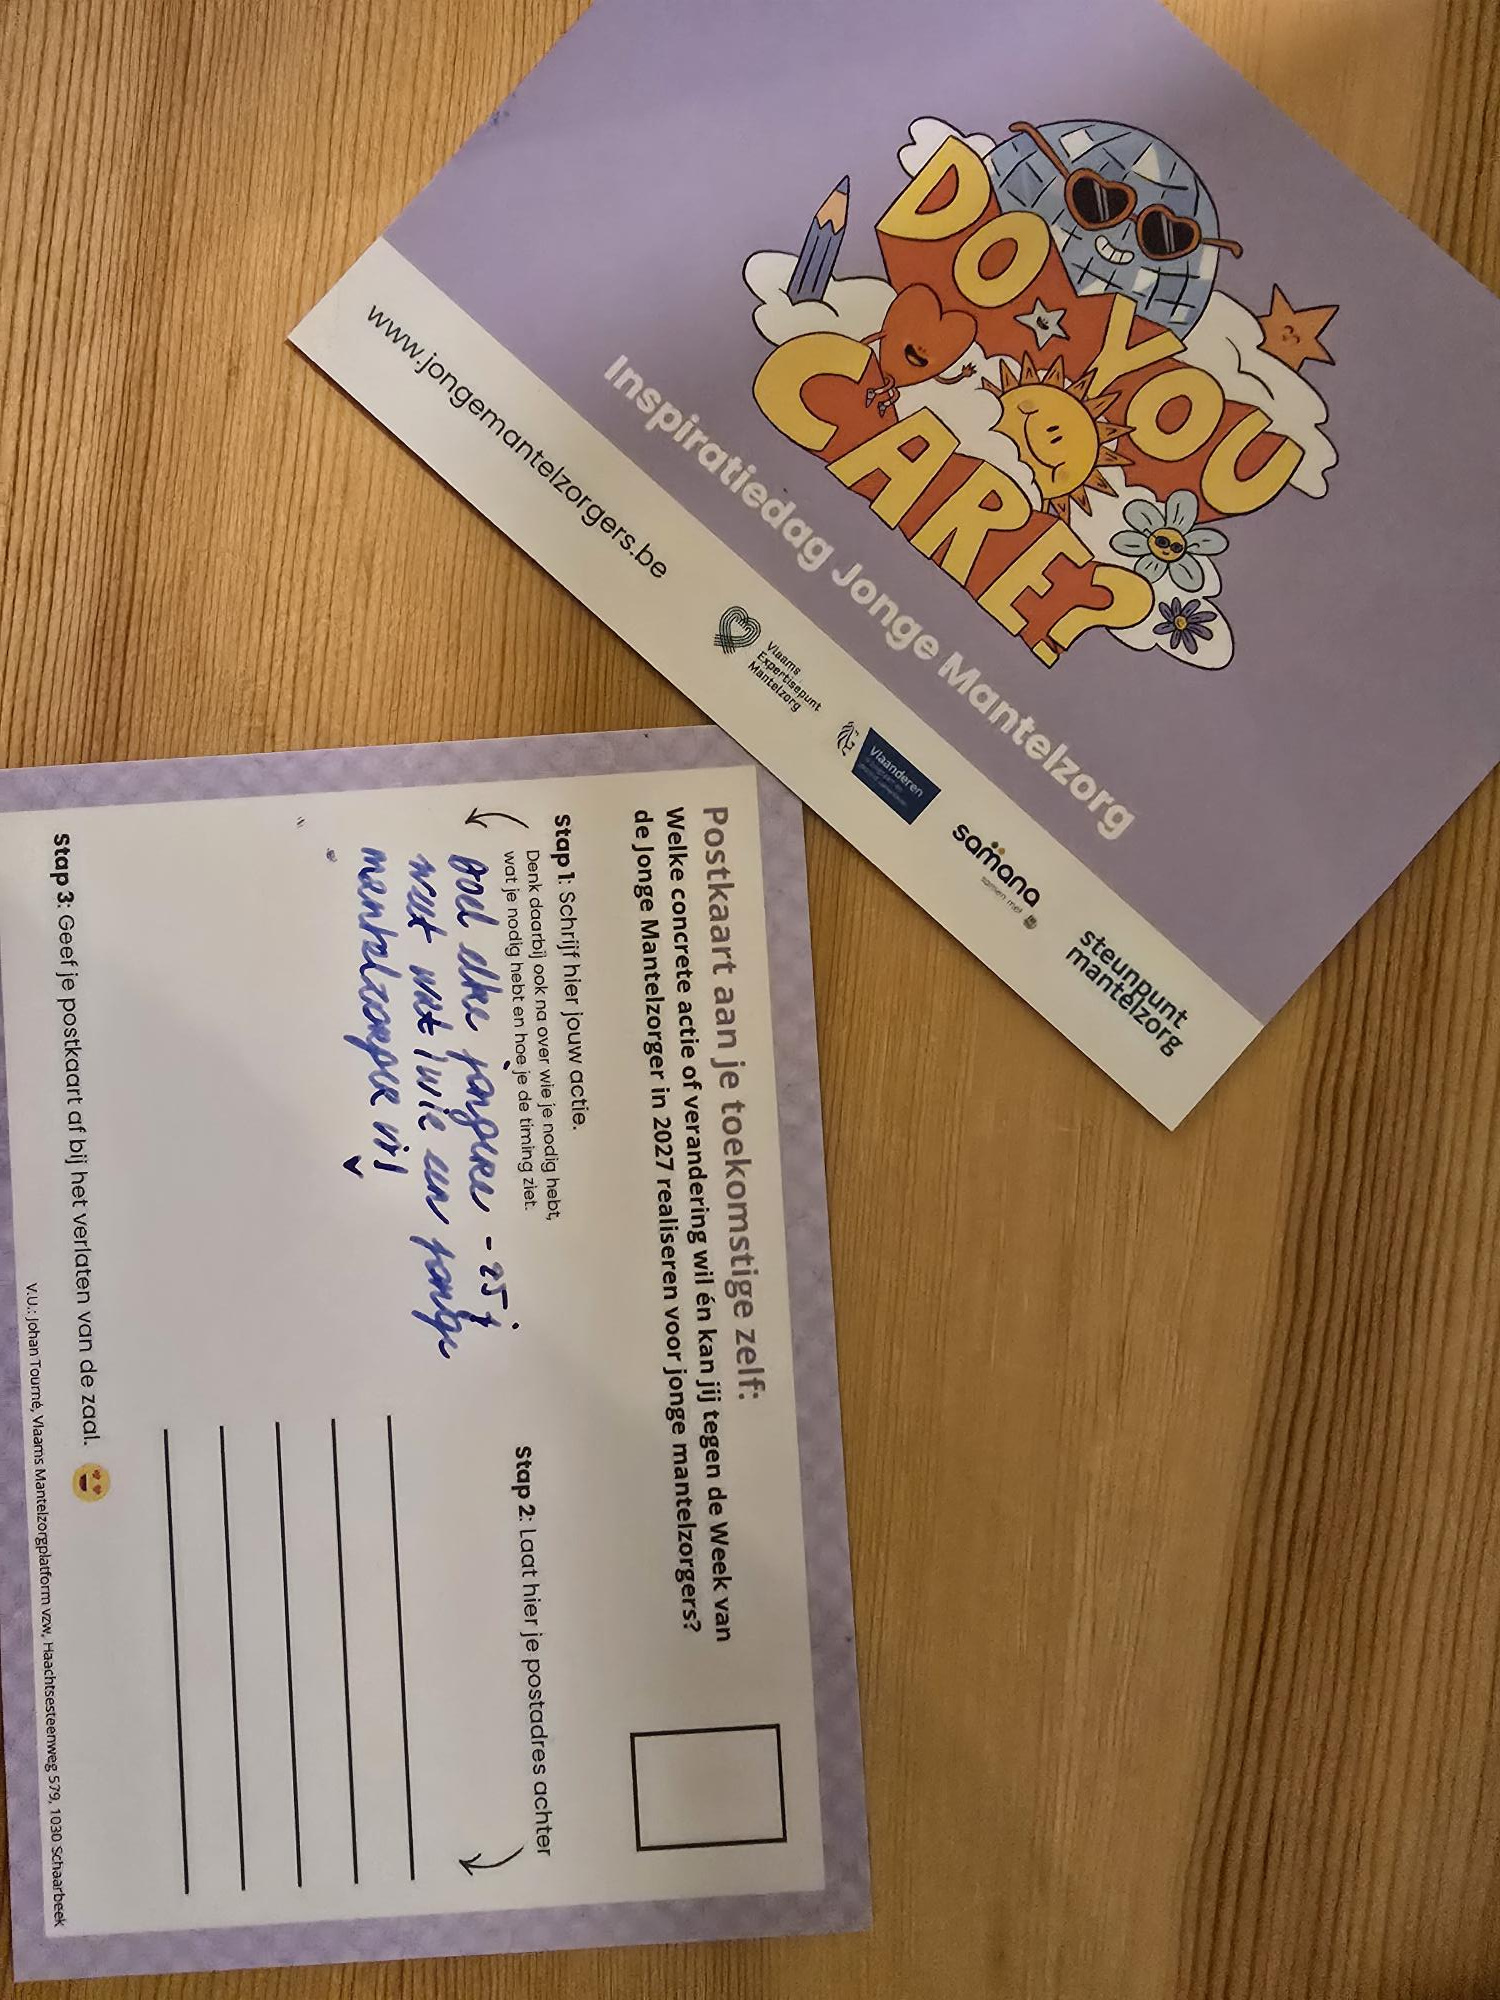 DO YOU
CARE?
Inspiratiedag Jonge Mantelzorg
www.jongemantelzorgers.be
Vlaams
Expertisepunt
Mantelzorg
Vlaanderen
samana
samen met
steunpunt
mantelzorg
Postkaart aan je toekomstige zelf:
Welke concrete actie of verandering wil én kan jij tegen de Week van
de Jonge Mantelzorger in 2027 realiseren voor jonge mantelzorgers?
Stap 1: Schrijf hier jouw actie.
Denk daarbij ook na over wie je nodig hebt,
wat je nodig hebt en hoe je de timing ziet.
elke jongere - 25 j
weet wat / wie een jonge
mantelzorger is!
Stap 2: Laat hier je postadres achter
Stap 3: Geef je postkaart af bij het verlaten van de zaal.
V.U.: Johan Tourné, Vlaams Mantelzorgplatform vzw, Haachtsesteenweg 579, 1030 Schaarbeek